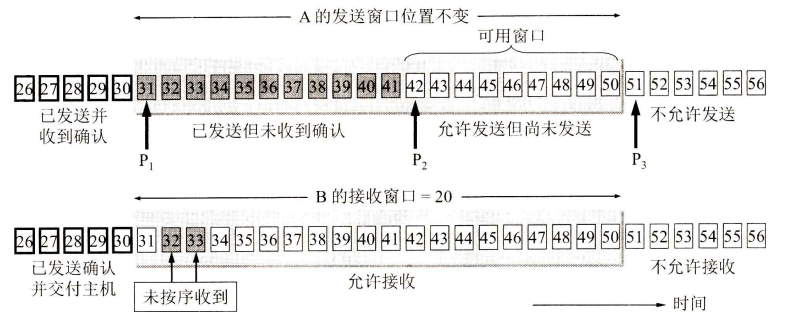 A 的发送窗口位置不变
可用窗口
26 27 28 29 30 31 32 33 34 35 36 37 38 39 40 41 42 43 44 45 46 47 48 49 50 51 52 53 54 55 56
已发送并
收到确认
已发送但未收到确认
允许发送但尚未发送
不允许发送
P1
P2
P3
B 的接收窗口 = 20
26 27 28 29 30 31 32 33 34 35 36 37 38 39 40 41 42 43 44 45 46 47 48 49 50 51 52 53 54 55 56
已发送确认
并交付主机
未按序收到
允许接收
不允许接收
时间